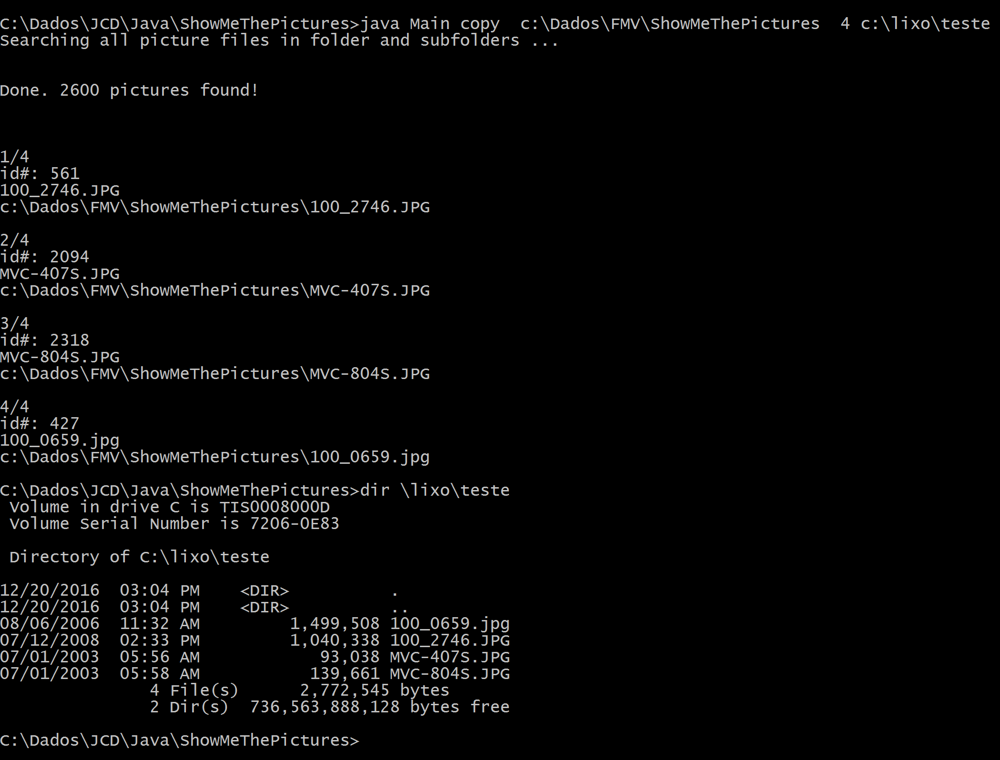 C:\Dados\JCD\Java\ShowMeThePictures>java Main copy  c:\Dados\FMV\ShowMeThePictures  4 c:\lixo\teste
Searching all picture files in folder and subfolders ...
Done. 2600 pictures found!
1/4
id#: 561
100_2746.JPG
c:\Dados\FMV\ShowMeThePictures\100_2746.JPG
2/4
id#: 2094
MVC-407S.JPG
c:\Dados\FMV\ShowMeThePictures\MVC-407S.JPG
3/4
id#: 2318
MVC-804S.JPG
c:\Dados\FMV\ShowMeThePictures\MVC-804S.JPG
4/4
id#: 427
100_0659.jpg
c:\Dados\FMV\ShowMeThePictures\100_0659.jpg
C:\Dados\JCD\Java\ShowMeThePictures>dir \lixo\teste
 Volume in drive C is TIS0008000D
 Volume Serial Number is 7206-0E83
 Directory of C:\lixo\teste
12/20/2016  03:04 PM    <DIR>          .
12/20/2016  03:04 PM    <DIR>          ..
08/06/2006  11:32 AM         1,499,508 100_0659.jpg
07/12/2008  02:33 PM         1,040,338 100_2746.JPG
07/01/2003  05:56 AM            93,038 MVC-407S.JPG
07/01/2003  05:58 AM           139,661 MVC-804S.JPG
               4 File(s)      2,772,545 bytes
               2 Dir(s)  736,563,888,128 bytes free
C:\Dados\JCD\Java\ShowMeThePictures>